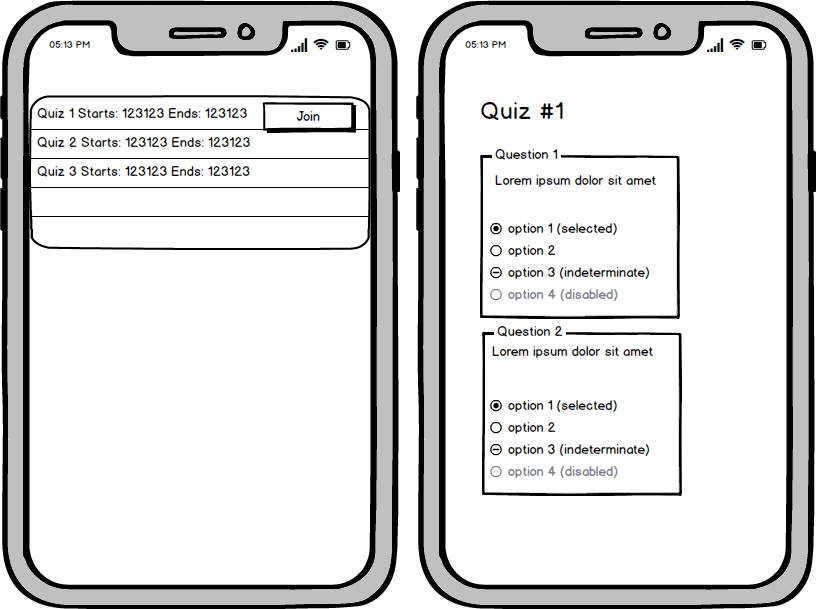 05:13 PM
Quiz 1 Starts: 123123 Ends: 123123
Join
Quiz 2 Starts: 123123 Ends: 123123
Quiz 3 Starts: 123123 Ends: 123123
05:13 PM
Quiz #1
Question 1
Lorem ipsum dolor sit amet
option 1 (selected)
option 2
option 3 (indeterminate)
option 4 (disabled)
Question 2
Lorem ipsum dolor sit amet
option 1 (selected)
option 2
option 3 (indeterminate)
option 4 (disabled)